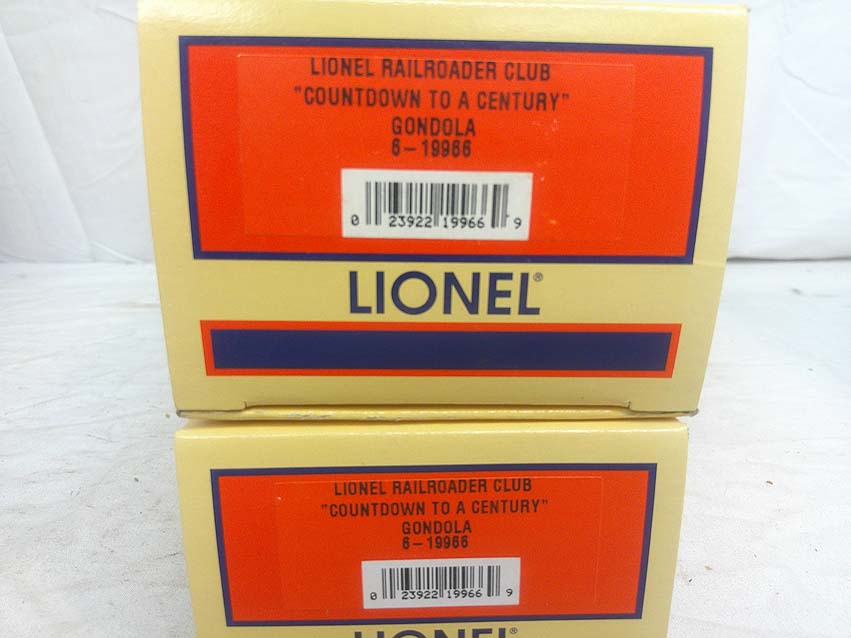 LIONEL RAILROADER CLUB
"COUNTDOWN TO A CENTURY"
GONDOLA
6-19966
0 23922 19966 9
LIONEL®
LIONEL RAILROADER CLUB
"COUNTDOWN TO A CENTURY"
GONDOLA
6-19966
0 23922 19966 9
LIONEL®